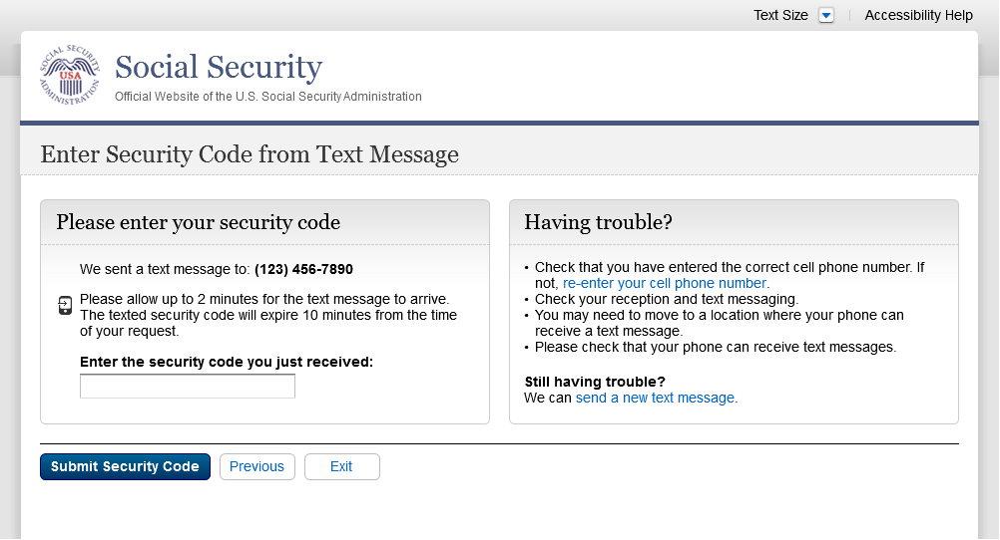 Text Size
Accessibility Help
SOCIAL SECURITY ADMINISTRATION
USA
Social Security
Official Website of the U.S. Social Security Administration
Enter Security Code from Text Message
Please enter your security code
We sent a text message to: (123) 456-7890
Please allow up to 2 minutes for the text message to arrive.
The texted security code will expire 10 minutes from the time
of your request.
Enter the security code you just received:
Having trouble?
• Check that you have entered the correct cell phone number. If
not, re-enter your cell phone number.
• Check your reception and text messaging.
• You may need to move to a location where your phone can
receive a text message.
• Please check that your phone can receive text messages.
Still having trouble?
We can send a new text message.
Submit Security Code
Previous
Exit